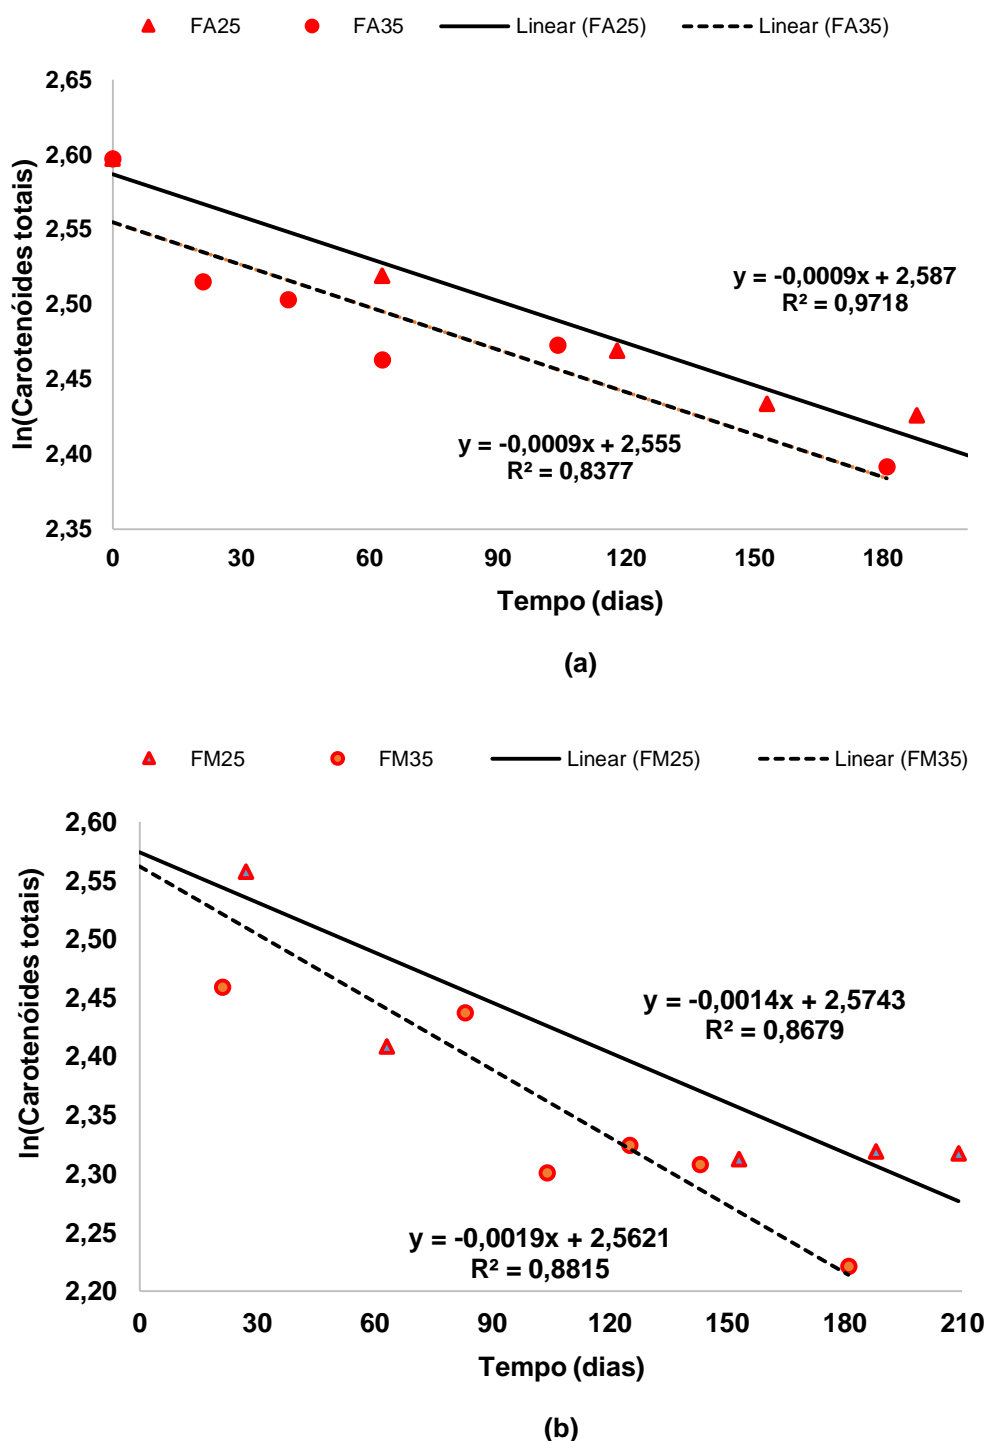 FA25 FA35 Linear (FA25) Linear (FA35)
2,65
2,60
2,55
2,50
2,45
2,40
2,35
ln(Carotenóides totais)
y = -0,0009x + 2,587
R² = 0,9718
y = -0,0009x + 2,555
R² = 0,8377
0 30 60 90 120 150 180
Tempo (dias)
(a)
FM25 FM35 Linear (FM25) Linear (FM35)
2,60
2,55
2,50
2,45
2,40
2,35
2,30
2,25
2,20
ln(Carotenóides totais)
y = -0,0014x + 2,5743
R² = 0,8679
y = -0,0019x + 2,5621
R² = 0,8815
0 30 60 90 120 150 180 210
Tempo (dias)
(b)